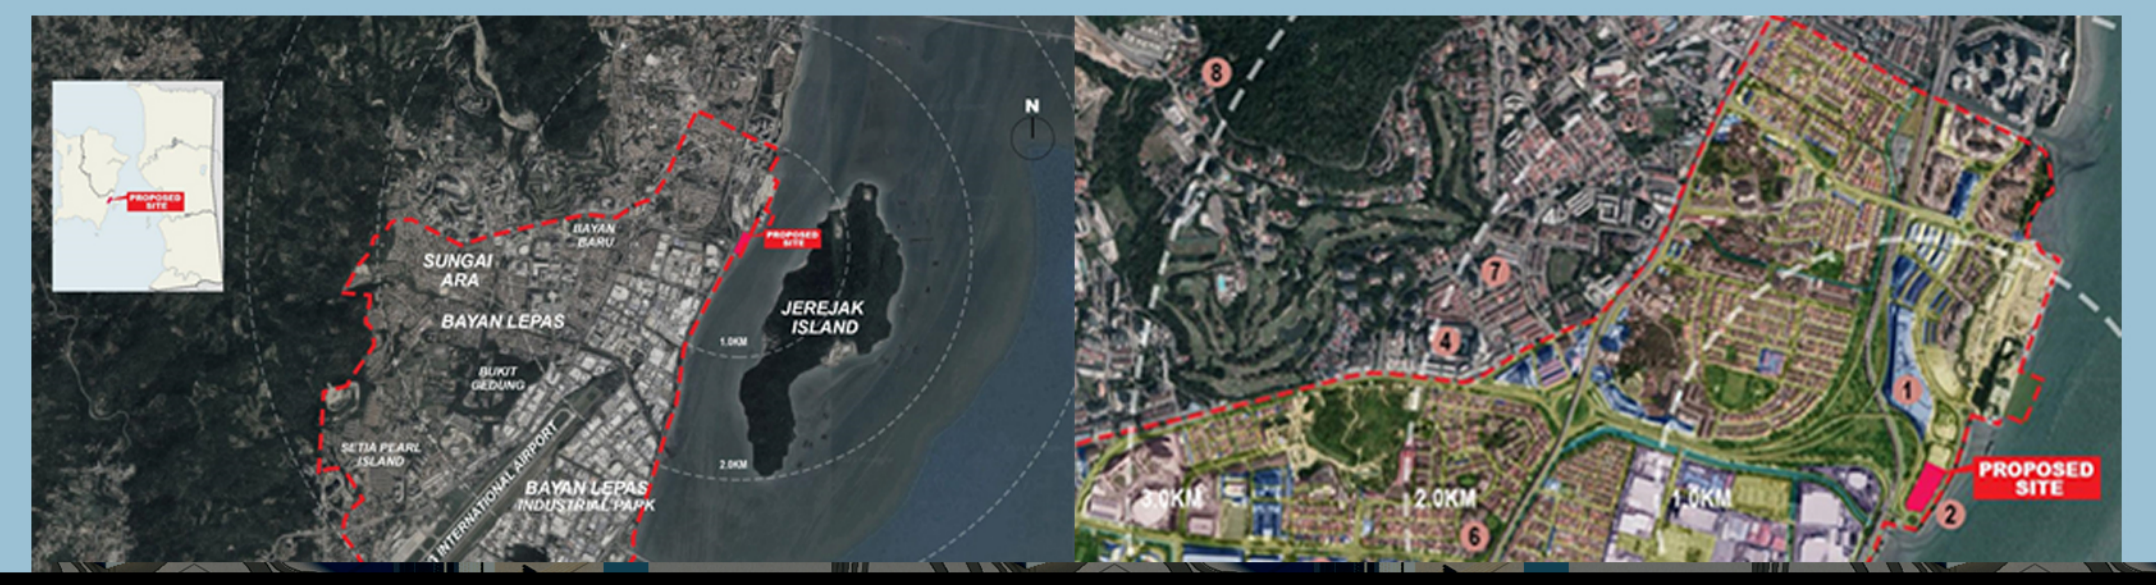 PROPOSED
SITE
N
BAYAN
BARU
PROPOSED
SITE
SUNGAI
ARA
BAYAN LEPAS
JEREJAK
ISLAND
1.0KM
BUKIT
GEDUNG
SETIA PEARL
ISLAND
2.0KM
INTERNATIONAL AIRPORT
BAYAN LEPAS
INDUSTRIAL PARK
8
7
4
1
PROPOSED
SITE
3.0KM
2.0KM
1.0KM
2
6